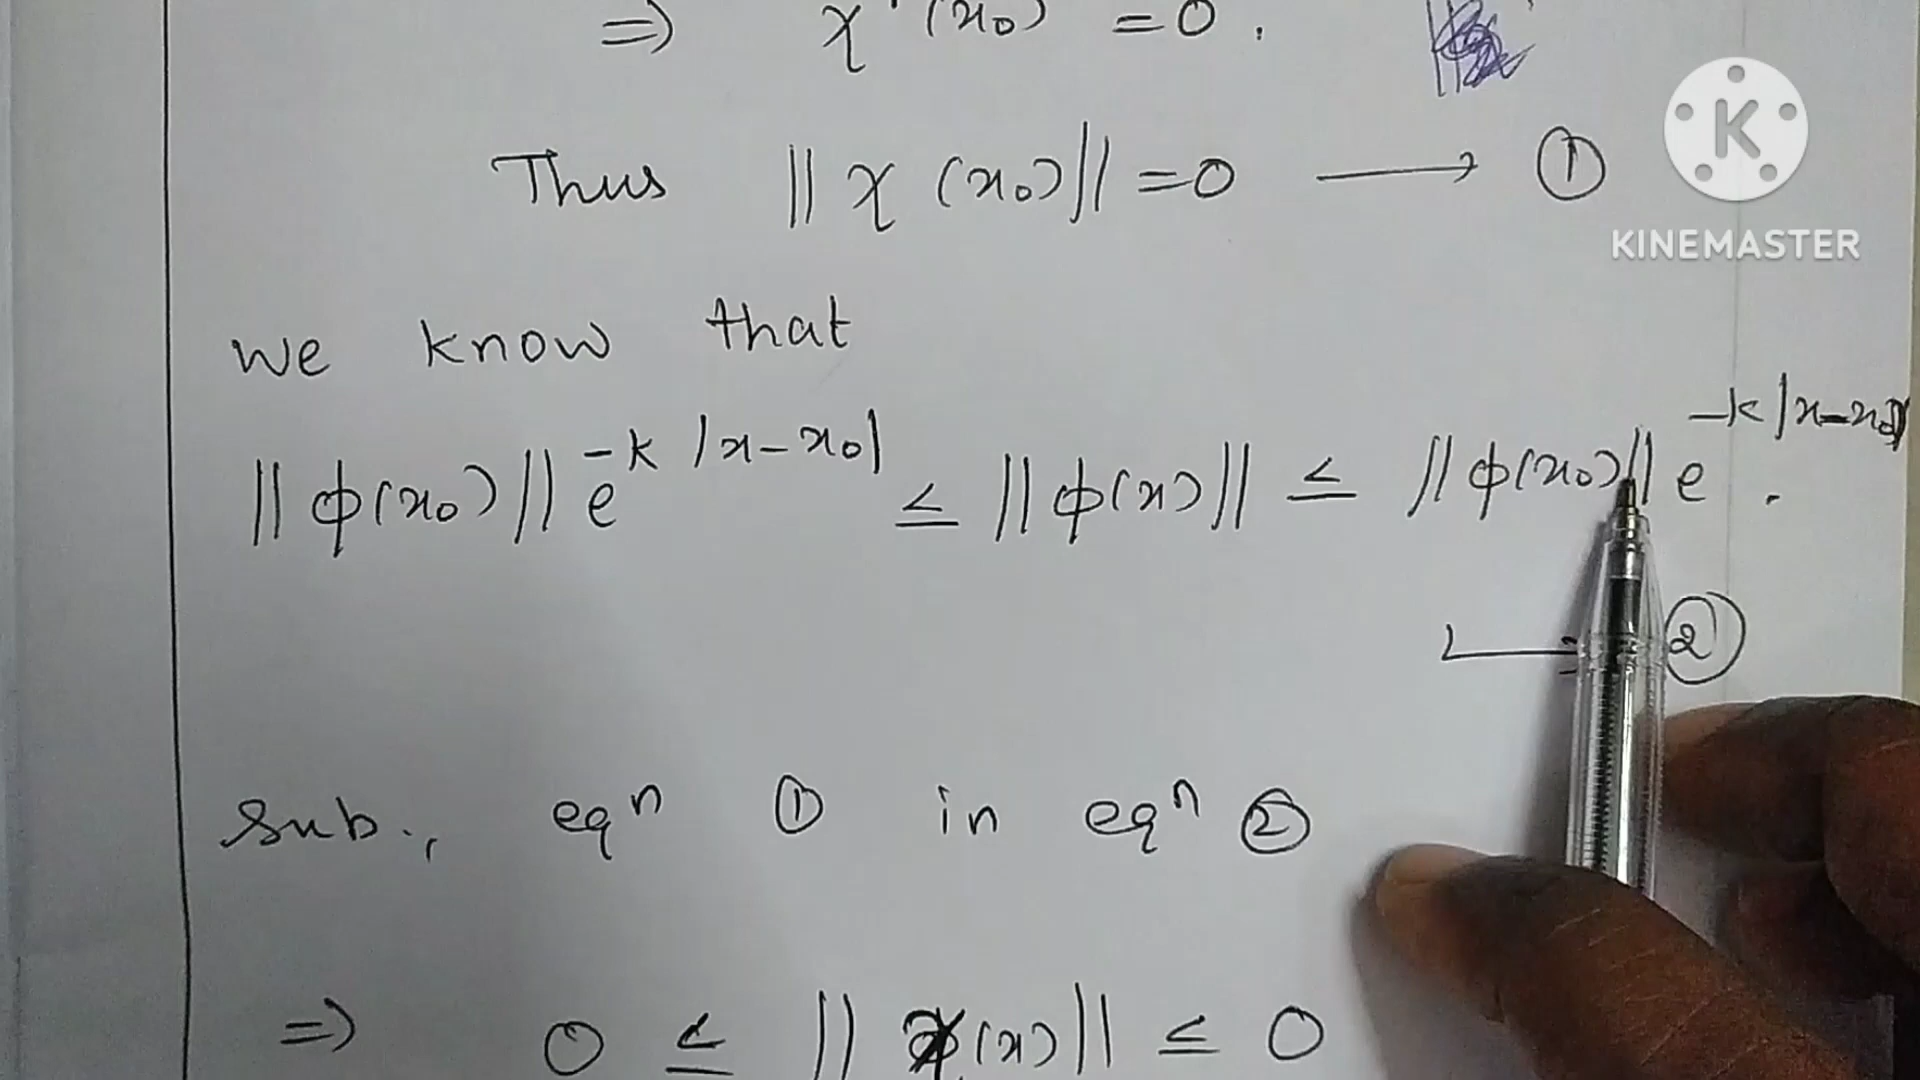 => χ'(x₀) = 0.
Thus ||χ(x₀)|| = 0 → ①
K
KINEMASTER
we know that
||φ(x₀)|| e^{-k|x-x₀|} ≤ ||φ(x)|| ≤ ||φ(x₀)|| e^{-k|x-x₀|}.
→ ②
Sub., eqⁿ ① in eqⁿ ②
=> 0 ≤ ||χ(x)|| ≤ 0